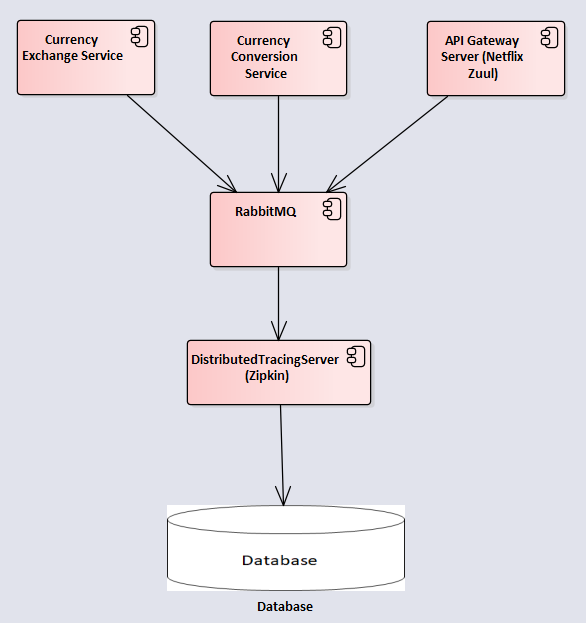 Currency
Exchange Service
Currency
Conversion
Service
API Gateway
Server (Netflix
Zuul)
RabbitMQ
DistributedTracingServer
(Zipkin)
Database
Database